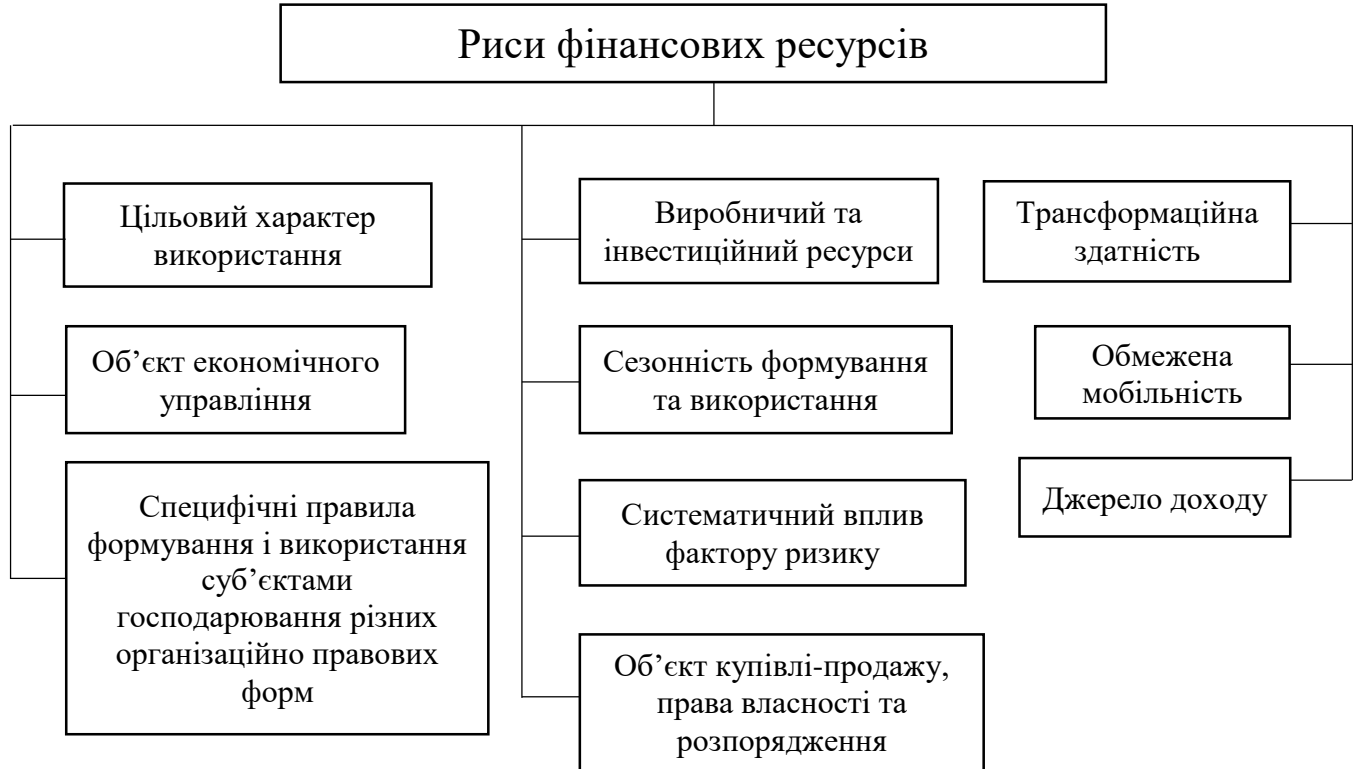 Риси фінансових ресурсів
Цільовий характер
використання
Об’єкт економічного
управління
Специфічні правила
формування і використання
суб’єктами
господарювання різних
організаційно правових
форм
Виробничий та
інвестиційний ресурси
Сезонність формування
та використання
Систематичний вплив
фактору ризику
Об’єкт купівлі-продажу,
права власності та
розпорядження
Трансформаційна
здатність
Обмежена
мобільність
Джерело доходу